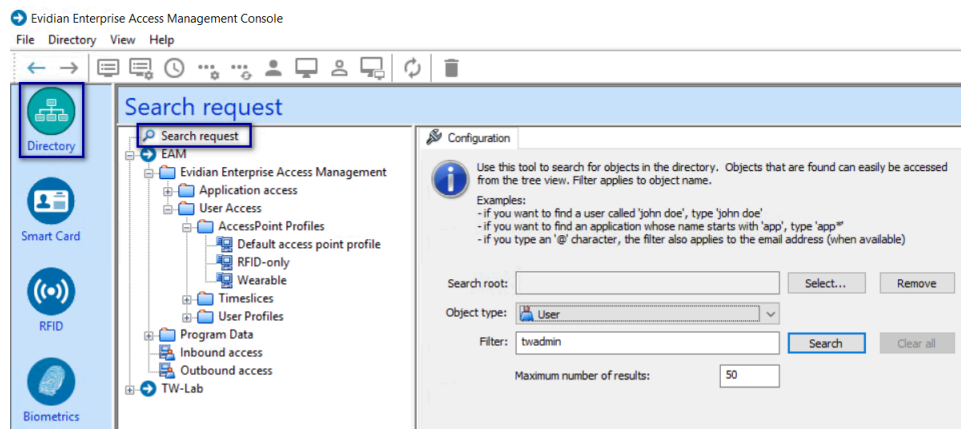 Evidian Enterprise Access Management Console
File Directory View Help
Directory
Smart Card
RFID
Biometrics
Search request
Search request
EAM
Evidian Enterprise Access Management
Application access
User Access
AccessPoint Profiles
Default access point profile
RFID-only
Wearable
Timeslices
User Profiles
Program Data
Inbound access
Outbound access
TW-Lab
Configuration
Use this tool to search for objects in the directory. Objects that are found can easily be accessed
from the tree view. Filter applies to object name.
Examples:
- if you want to find a user called 'john doe', type 'john doe'
- if you want to find an application whose name starts with 'app', type 'app*'
- if you type an '@' character, the filter also applies to the email address (when available)
Search root: Select... Remove
Object type: User
Filter: twadmin Search Clear all
Maximum number of results: 50